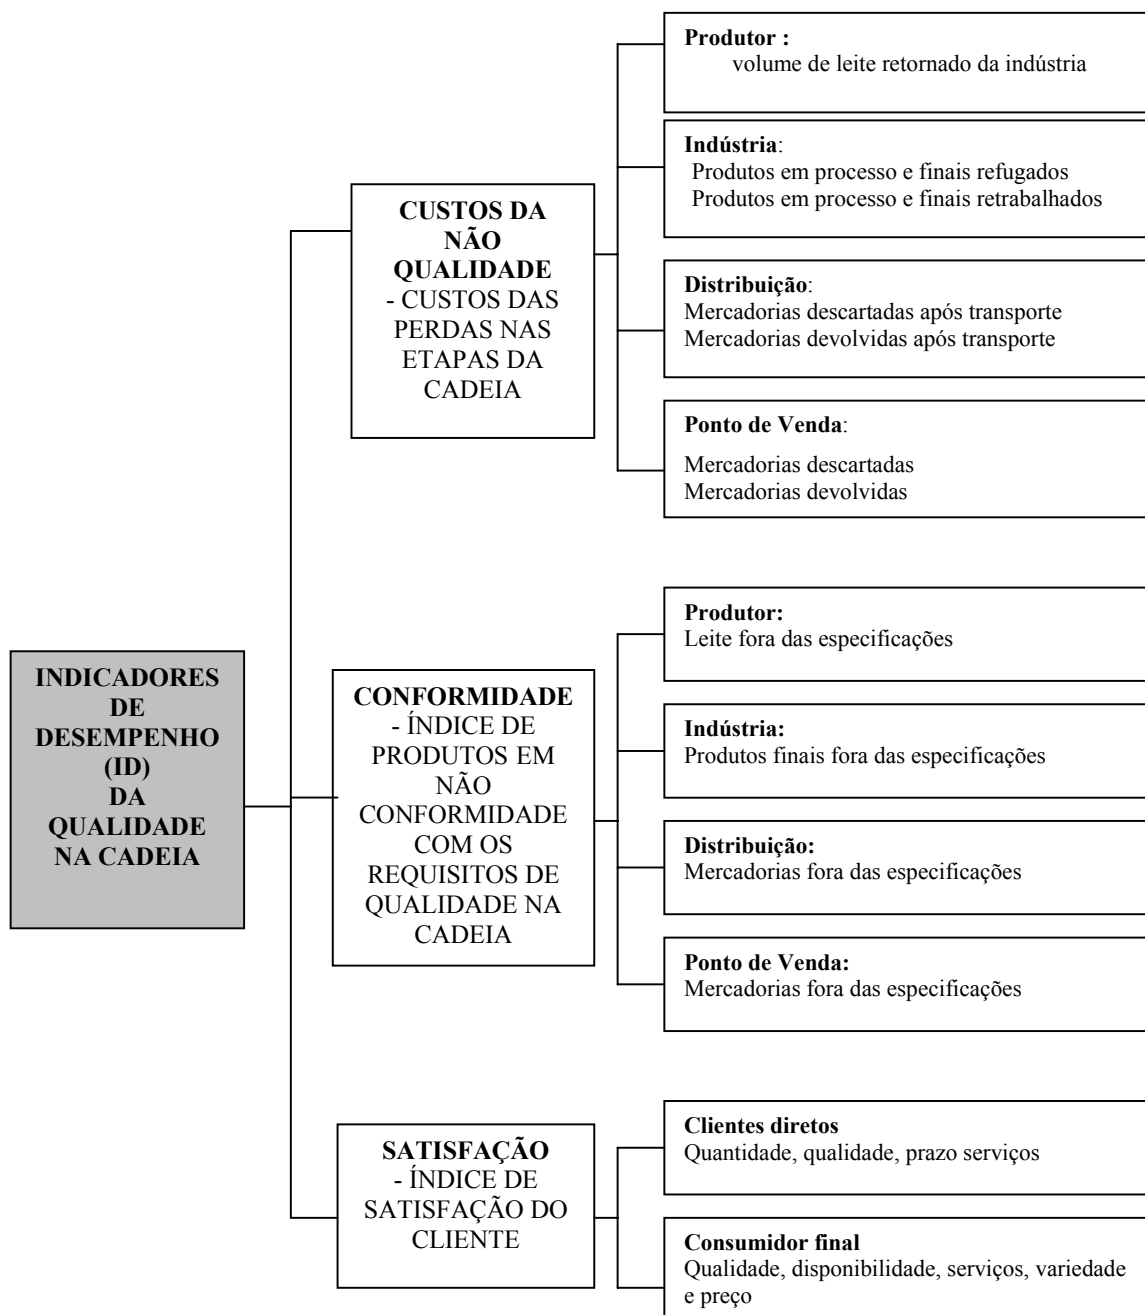 Produtor :
volume de leite retornado da indústria
Indústria:
Produtos em processo e finais refugados
Produtos em processo e finais retrabalhados
CUSTOS DA
NÃO
QUALIDADE
- CUSTOS DAS
PERDAS NAS
ETAPAS DA
CADEIA
Distribuição:
Mercadorias descartadas após transporte
Mercadorias devolvidas após transporte
Ponto de Venda:
Mercadorias descartadas
Mercadorias devolvidas
INDICADORES
DE
DESEMPENHO
(ID)
DA
QUALIDADE
NA CADEIA
CONFORMIDADE
- ÍNDICE DE
PRODUTOS EM
NÃO
CONFORMIDADE
COM OS
REQUISITOS DE
QUALIDADE NA
CADEIA
Produtor:
Leite fora das especificações
Indústria:
Produtos finais fora das especificações
Distribuição:
Mercadorias fora das especificações
Ponto de Venda:
Mercadorias fora das especificações
SATISFAÇÃO
- ÍNDICE DE
SATISFAÇÃO DO
CLIENTE
Clientes diretos
Quantidade, qualidade, prazo serviços
Consumidor final
Qualidade, disponibilidade, serviços, variedade
e preço